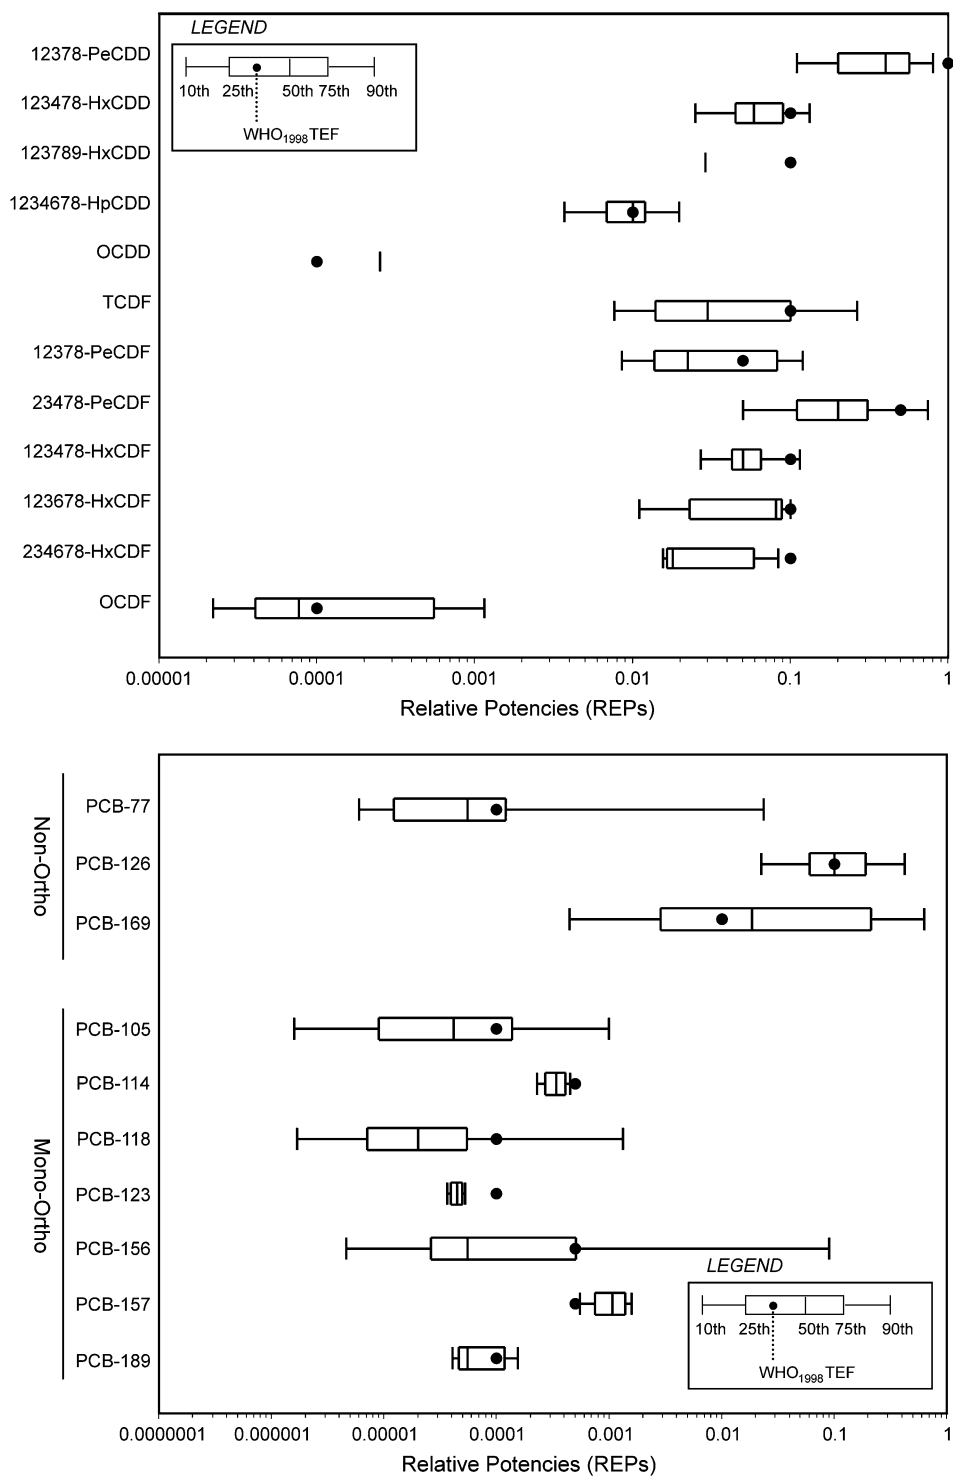 LEGEND
10th 25th 50th 75th 90th
WHO1998TEF
12378-PeCDD
123478-HxCDD
123789-HxCDD
1234678-HpCDD
OCDD
TCDF
12378-PeCDF
23478-PeCDF
123478-HxCDF
123678-HxCDF
234678-HxCDF
OCDF
0.00001 0.0001 0.001 0.01 0.1 1
Relative Potencies (REPs)
Non-Ortho
PCB-77
PCB-126
PCB-169
Mono-Ortho
PCB-105
PCB-114
PCB-118
PCB-123
PCB-156
PCB-157
PCB-189
LEGEND
10th 25th 50th 75th 90th
WHO1998TEF
0.0000001 0.000001 0.00001 0.0001 0.001 0.01 0.1 1
Relative Potencies (REPs)